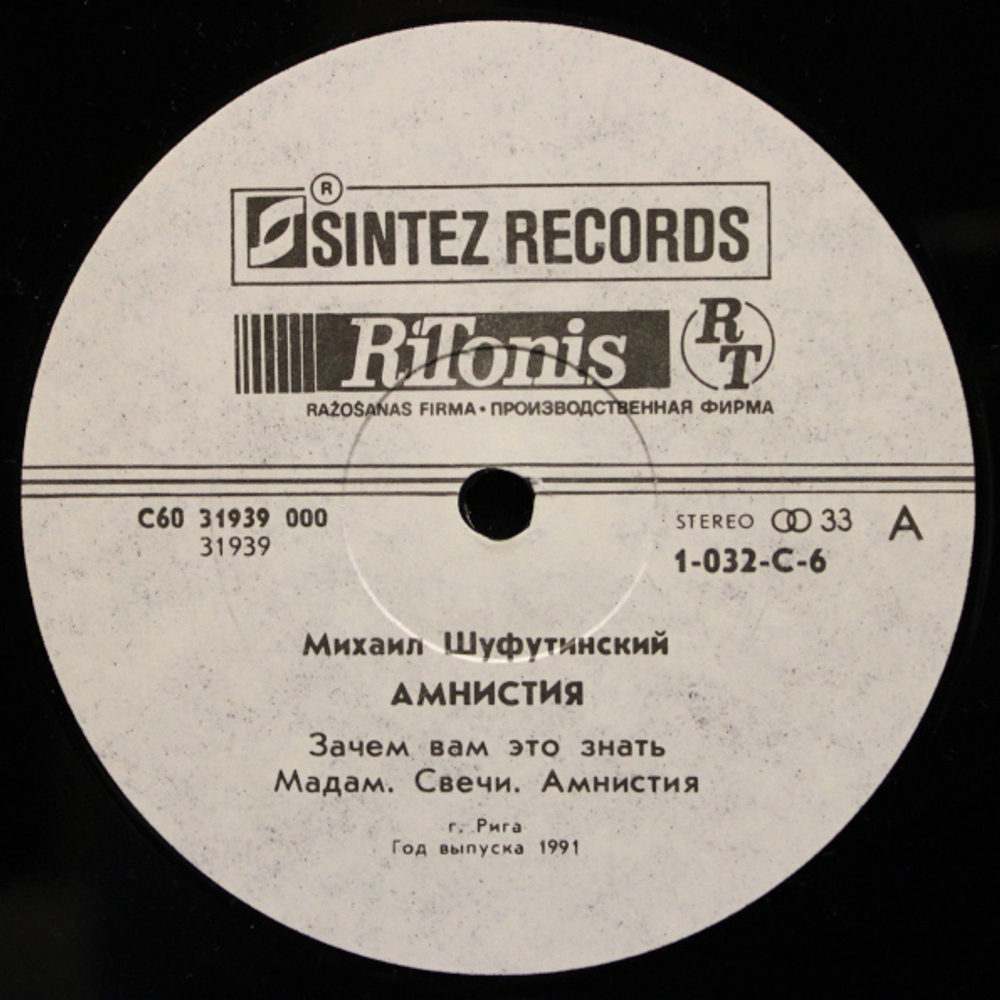 ®
SINTEZ RECORDS
RiTonis RT
RAŽOŠANAS FIRMA • ПРОИЗВОДСТВЕННАЯ ФИРМА
С60 31939 000
31939
STEREO 33 A
1-032-С-6
Михаил Шуфутинский
АМНИСТИЯ
Зачем вам это знать
Мадам. Свечи. Амнистия
г. Рига
Год выпуска 1991